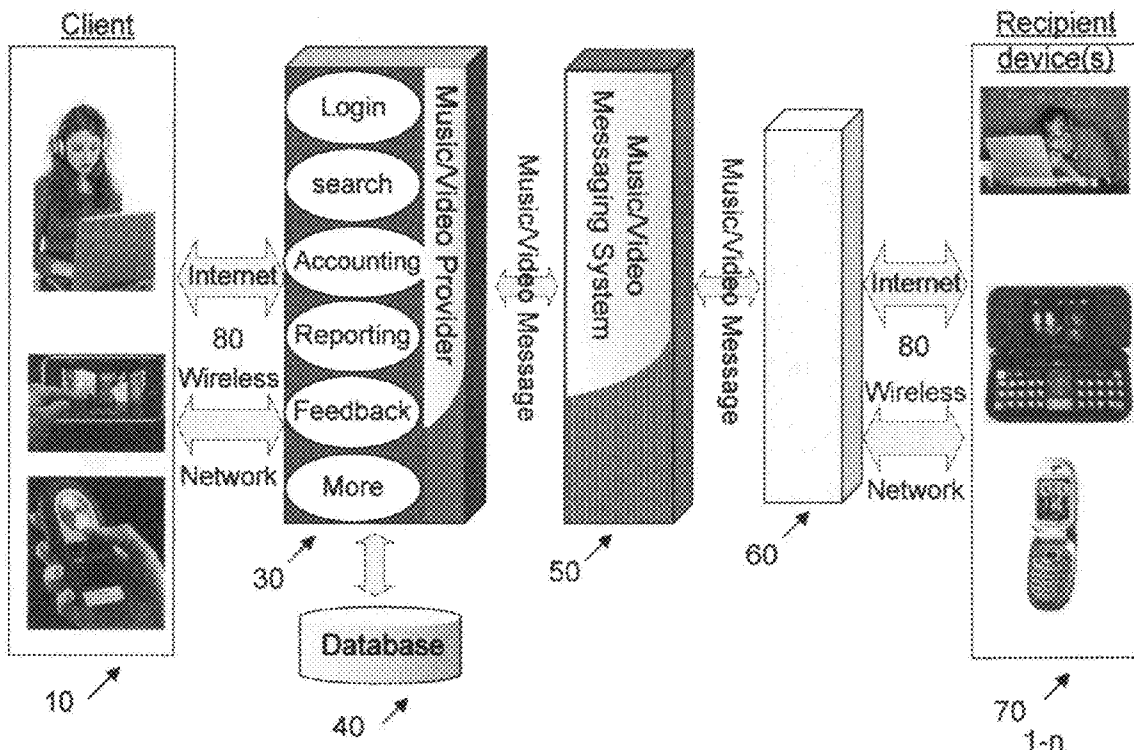 Client
Recipient
device(s)
Login
search
Accounting
Reporting
Feedback
More
Music/Video Provider
Music/Video Message
Music/Video
Messaging System
Music/Video Message
Internet
80
Wireless
Network
Internet
80
Wireless
Network
Database
10
30
40
50
60
70
1-n